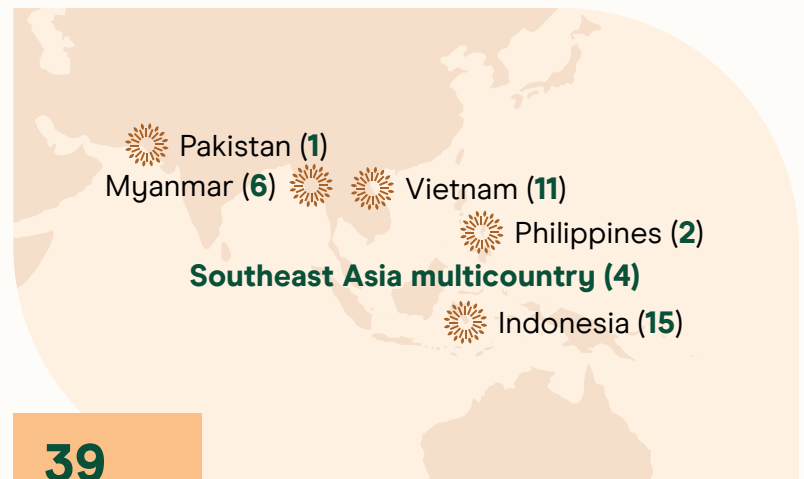 Pakistan (1)
Myanmar (6)
Vietnam (11)
Philippines (2)
Southeast Asia multicountry (4)
Indonesia (15)
39